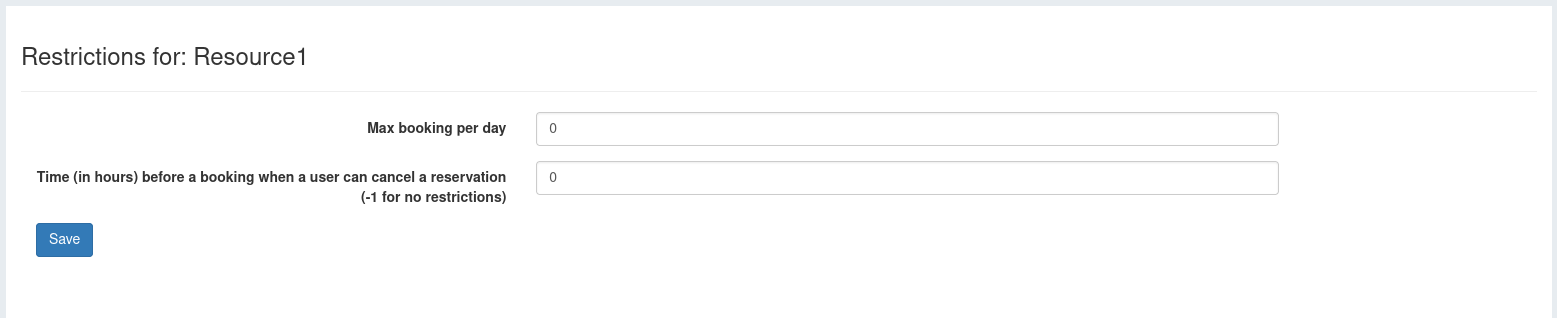 Restrictions for: Resource1
Max booking per day
0
Time (in hours) before a booking when a user can cancel a reservation
(-1 for no restrictions)
0
Save